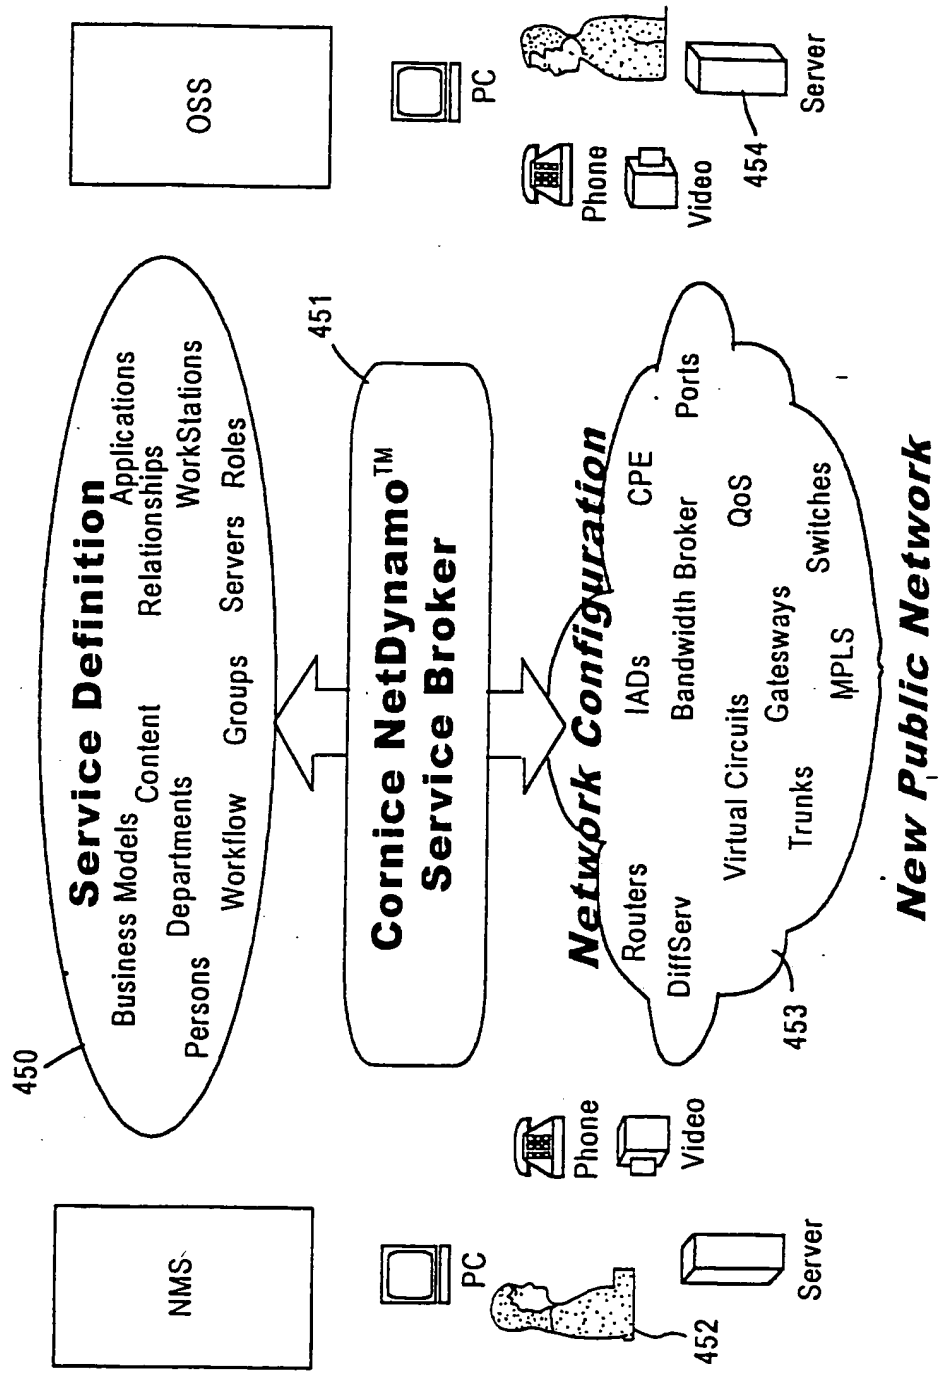 450
Service Definition
Business Models
Applications
Content
Relationships
Persons
Departments
WorkStations
Workflow
Groups
Servers
Roles
NMS
OSS
451
Cornice NetDynamo™
Service Broker
PC
PC
Phone
Video
Phone
Video
452
Server
454
Server
Network Configuration
Routers
IADs
CPE
Ports
DiffServ
Bandwidth Broker
Virtual Circuits
QoS
Gatesways
Trunks
Switches
MPLS
453
New Public Network